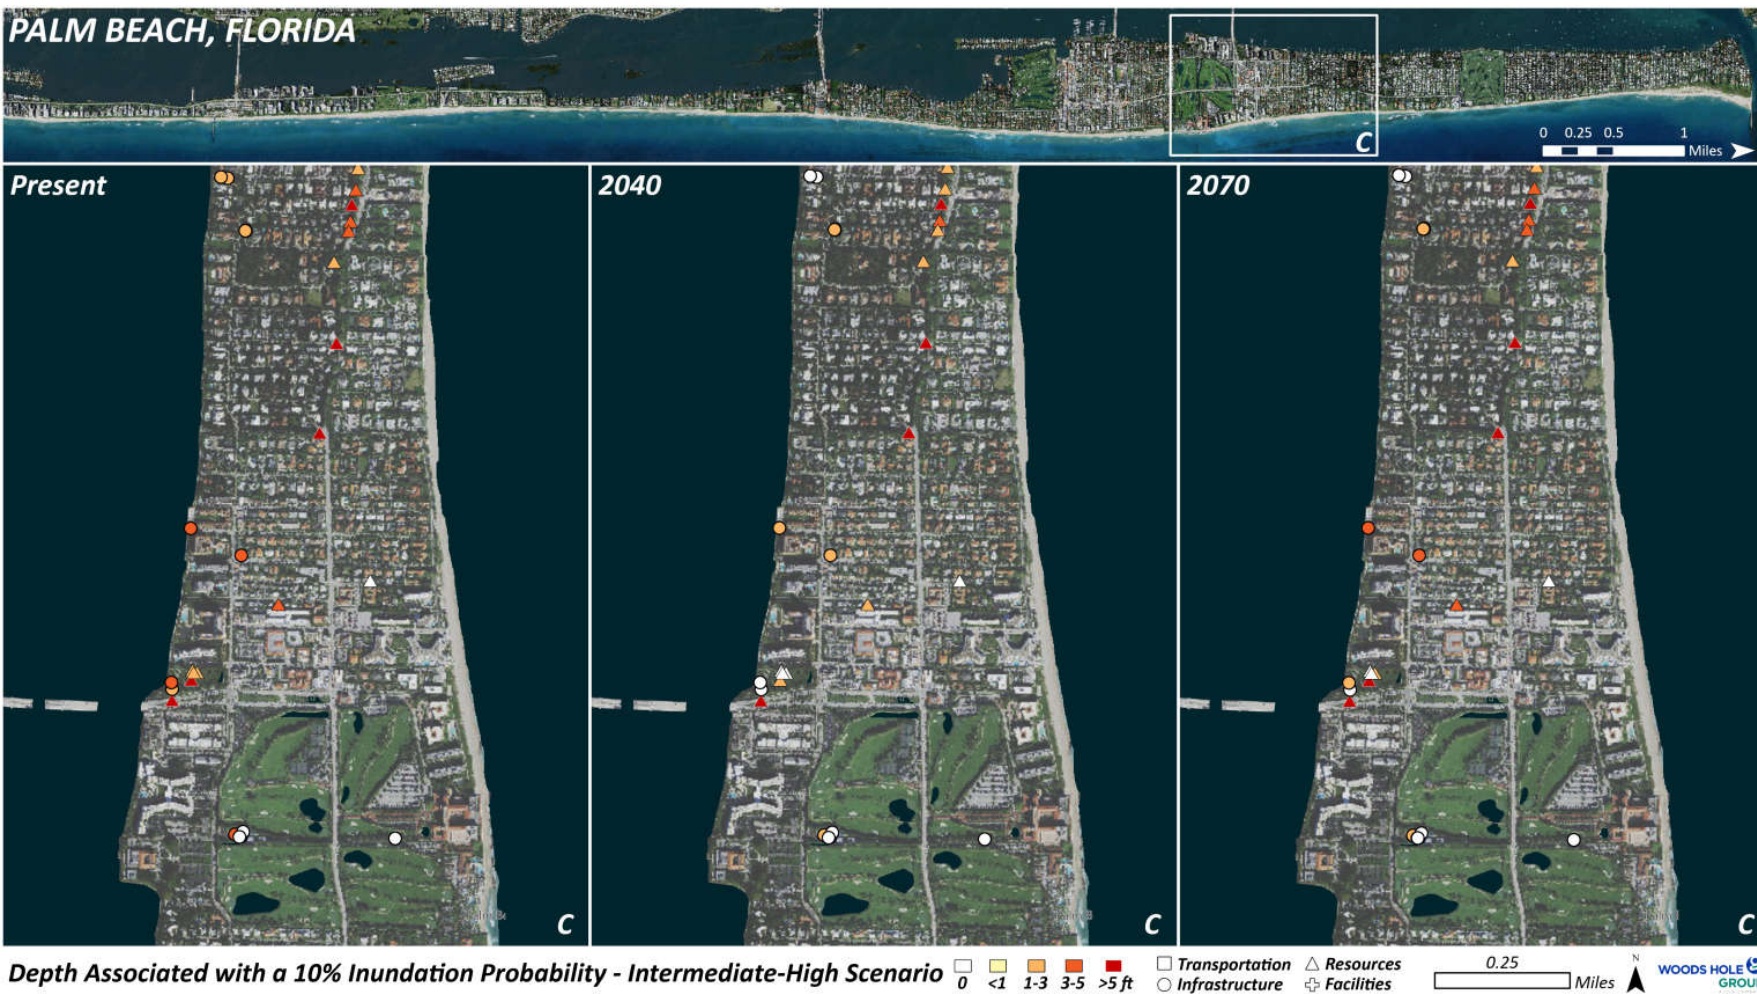 PALM BEACH, FLORIDA
C
0 0.25 0.5 1
Miles
Present
2040
2070
C
C
C
Depth Associated with a 10% Inundation Probability - Intermediate-High Scenario
0 <1 1-3 3-5 >5 ft
Transportation
Resources
Infrastructure
Facilities
0.25
Miles
N
WOODS HOLE
GROU